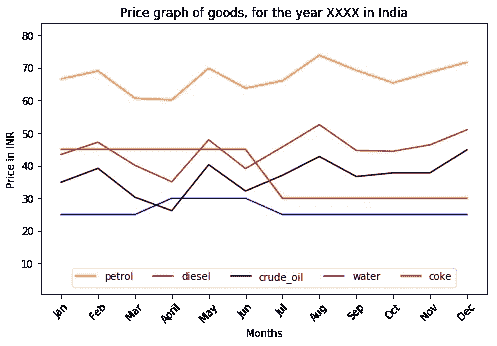 Price graph of goods, for the year XXXX in India
80
70
60
50
40
30
20
10
Price in INR
petrol diesel crude_oil water coke
Jan Feb Mar April May Jun Jul Aug Sep Oct Nov Dec
Months